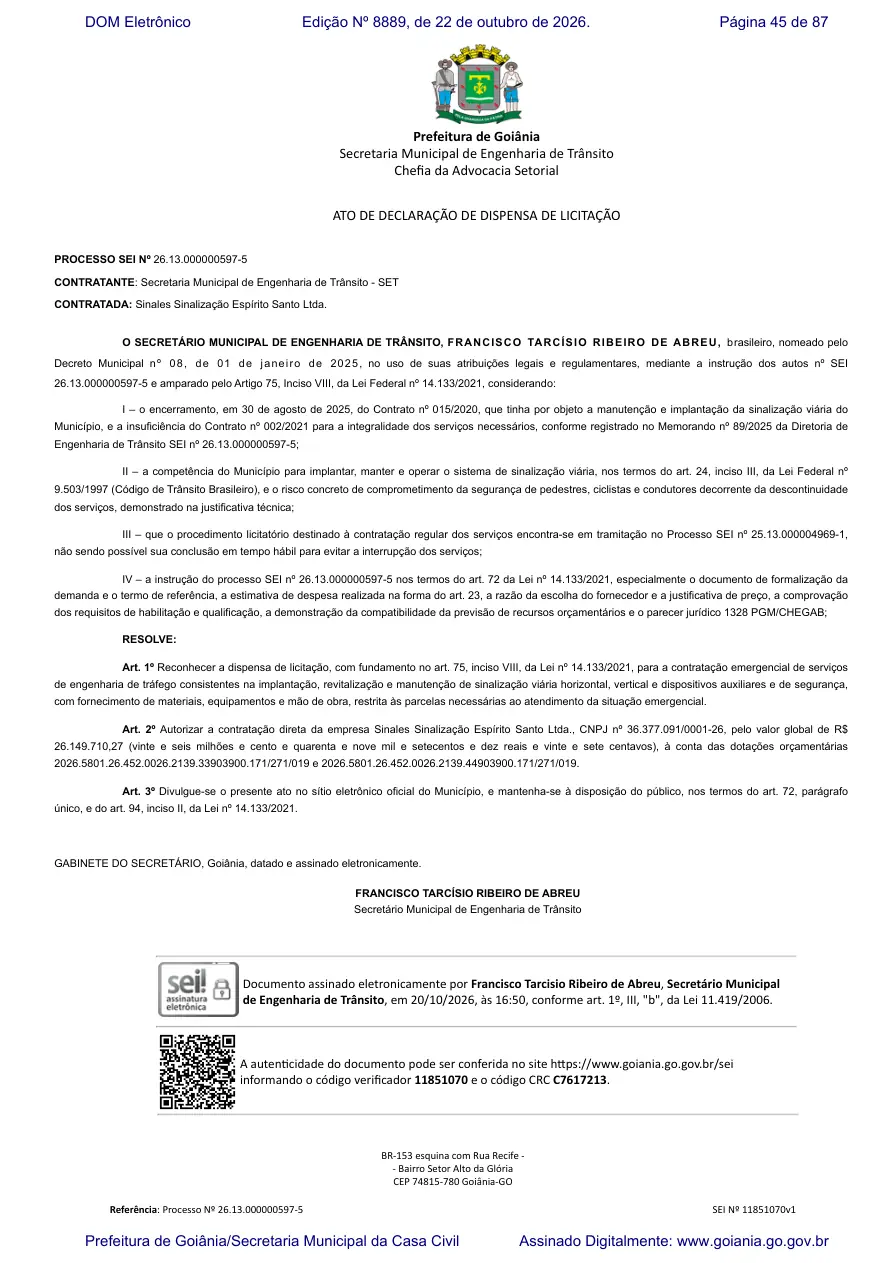 DOM Eletrônico Edição Nº 8889, de 22 de outubro de 2026. Página 45 de 87
Prefeitura de Goiânia
Secretaria Municipal de Engenharia de Trânsito
Chefia da Advocacia Setorial
ATO DE DECLARAÇÃO DE DISPENSA DE LICITAÇÃO
PROCESSO SEI Nº 26.13.000000597-5
CONTRATANTE: Secretaria Municipal de Engenharia de Trânsito - SET
CONTRATADA: Sinales Sinalização Espírito Santo Ltda.
O SECRETÁRIO MUNICIPAL DE ENGENHARIA DE TRÂNSITO, FRANCISCO TARCÍSIO RIBEIRO DE ABREU, brasileiro, nomeado pelo
Decreto Municipal nº 08, de 01 de janeiro de 2025, no uso de suas atribuições legais e regulamentares, mediante a instrução dos autos nº SEI
26.13.000000597-5 e amparado pelo Artigo 75, Inciso VIII, da Lei Federal nº 14.133/2021, considerando:
I – o encerramento, em 30 de agosto de 2025, do Contrato nº 015/2020, que tinha por objeto a manutenção e implantação da sinalização viária do
Município, e a insuficiência do Contrato nº 002/2021 para a integralidade dos serviços necessários, conforme registrado no Memorando nº 89/2025 da Diretoria de
Engenharia de Trânsito SEI nº 26.13.000000597-5;
II – a competência do Município para implantar, manter e operar o sistema de sinalização viária, nos termos do art. 24, inciso III, da Lei Federal nº
9.503/1997 (Código de Trânsito Brasileiro), e o risco concreto de comprometimento da segurança de pedestres, ciclistas e condutores decorrente da descontinuidade
dos serviços, demonstrado na justificativa técnica;
III – que o procedimento licitatório destinado à contratação regular dos serviços encontra-se em tramitação no Processo SEI nº 25.13.000004969-1,
não sendo possível sua conclusão em tempo hábil para evitar a interrupção dos serviços;
IV – a instrução do processo SEI nº 26.13.000000597-5 nos termos do art. 72 da Lei nº 14.133/2021, especialmente o documento de formalização da
demanda e o termo de referência, a estimativa de despesa realizada na forma do art. 23, a razão da escolha do fornecedor e a justificativa de preço, a comprovação
dos requisitos de habilitação e qualificação, a demonstração da compatibilidade da previsão de recursos orçamentários e o parecer jurídico 1328 PGM/CHEGAB;
RESOLVE:
Art. 1º Reconhecer a dispensa de licitação, com fundamento no art. 75, inciso VIII, da Lei nº 14.133/2021, para a contratação emergencial de serviços
de engenharia de tráfego consistentes na implantação, revitalização e manutenção de sinalização viária horizontal, vertical e dispositivos auxiliares e de segurança,
com fornecimento de materiais, equipamentos e mão de obra, restrita às parcelas necessárias ao atendimento da situação emergencial.
Art. 2º Autorizar a contratação direta da empresa Sinales Sinalização Espírito Santo Ltda., CNPJ nº 36.377.091/0001-26, pelo valor global de R$
26.149.710,27 (vinte e seis milhões e cento e quarenta e nove mil e setecentos e dez reais e vinte e sete centavos), à conta das dotações orçamentárias
2026.5801.26.452.0026.2139.33903900.171/271/019 e 2026.5801.26.452.0026.2139.44903900.171/271/019.
Art. 3º Divulgue-se o presente ato no sítio eletrônico oficial do Município, e mantenha-se à disposição do público, nos termos do art. 72, parágrafo
único, e do art. 94, inciso II, da Lei nº 14.133/2021.
GABINETE DO SECRETÁRIO, Goiânia, datado e assinado eletronicamente.
FRANCISCO TARCÍSIO RIBEIRO DE ABREU
Secretário Municipal de Engenharia de Trânsito
sei!
assinatura
eletrônica
Documento assinado eletronicamente por Francisco Tarcisio Ribeiro de Abreu, Secretário Municipal
de Engenharia de Trânsito, em 20/10/2026, às 16:50, conforme art. 1º, III, "b", da Lei 11.419/2006.
A autenticidade do documento pode ser conferida no site https://www.goiania.go.gov.br/sei
informando o código verificador 11851070 e o código CRC C7617213.
BR-153 esquina com Rua Recife -
- Bairro Setor Alto da Glória
CEP 74815-780 Goiânia-GO
Referência: Processo Nº 26.13.000000597-5 SEI Nº 11851070v1
Prefeitura de Goiânia/Secretaria Municipal da Casa Civil Assinado Digitalmente: www.goiania.go.gov.br